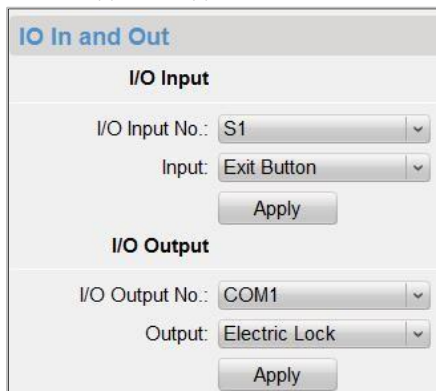 IO In and Out
I/O Input
I/O Input No.: S1
Input: Exit Button
Apply
I/O Output
I/O Output No.: COM1
Output: Electric Lock
Apply